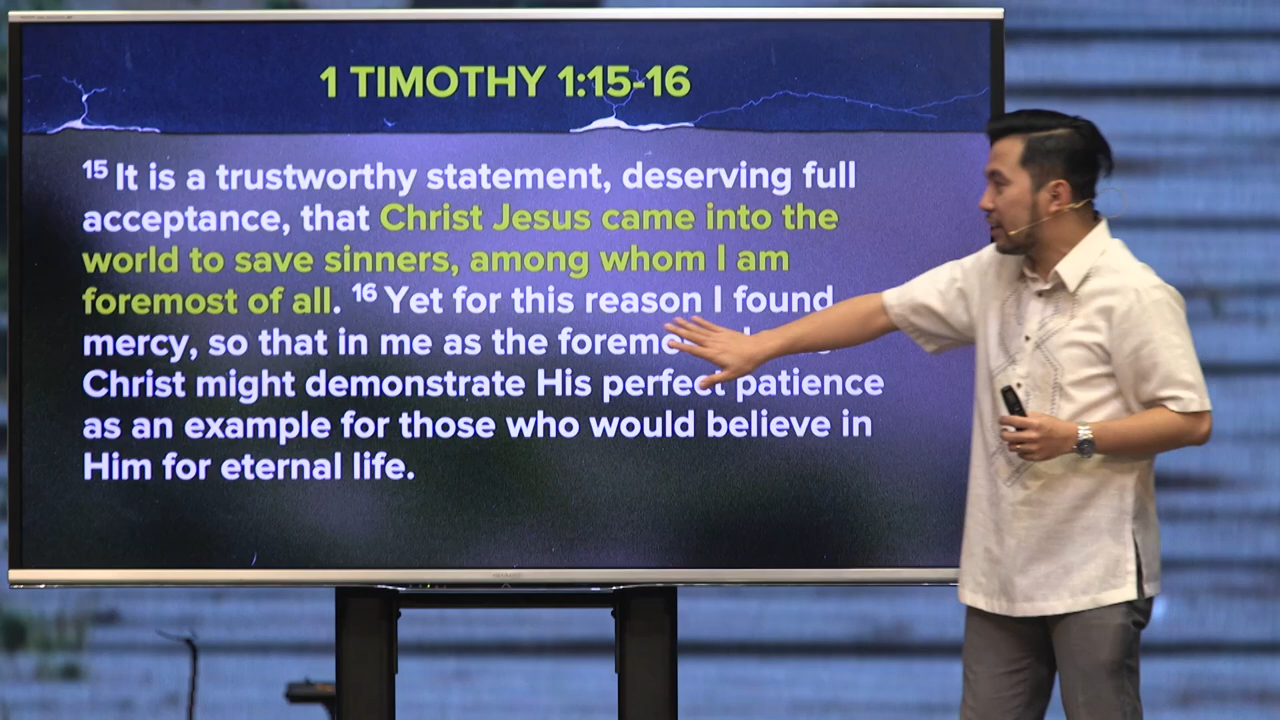 1 TIMOTHY 1:15-16
15 It is a trustworthy statement, deserving full
acceptance, that Christ Jesus came into the
world to save sinners, among whom I am
foremost of all. 16 Yet for this reason I found
mercy, so that in me as the
Christ might demonstrate His perfect patience
as an example for those who would believe in
Him for eternal life.